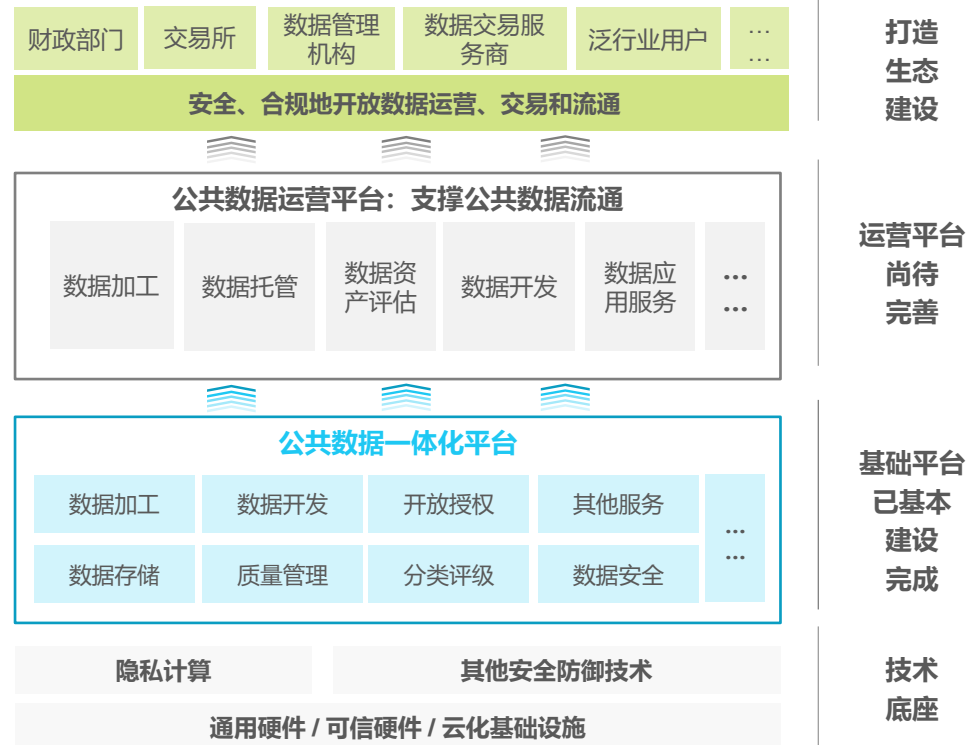 财政部门
交易所
数据管理
机构
数据交易服
务商
泛行业用户
…
…
安全、合规地开放数据运营、交易和流通
打造
生态
建设
公共数据运营平台：支撑公共数据流通
数据加工
数据托管
数据资
产评估
数据开发
数据应
用服务
…
…
运营平台
尚待
完善
公共数据一体化平台
数据加工
数据开发
开放授权
其他服务
数据存储
质量管理
分类评级
数据安全
…
…
基础平台
已基本
建设
完成
隐私计算
其他安全防御技术
通用硬件 / 可信硬件 / 云化基础设施
技术
底座